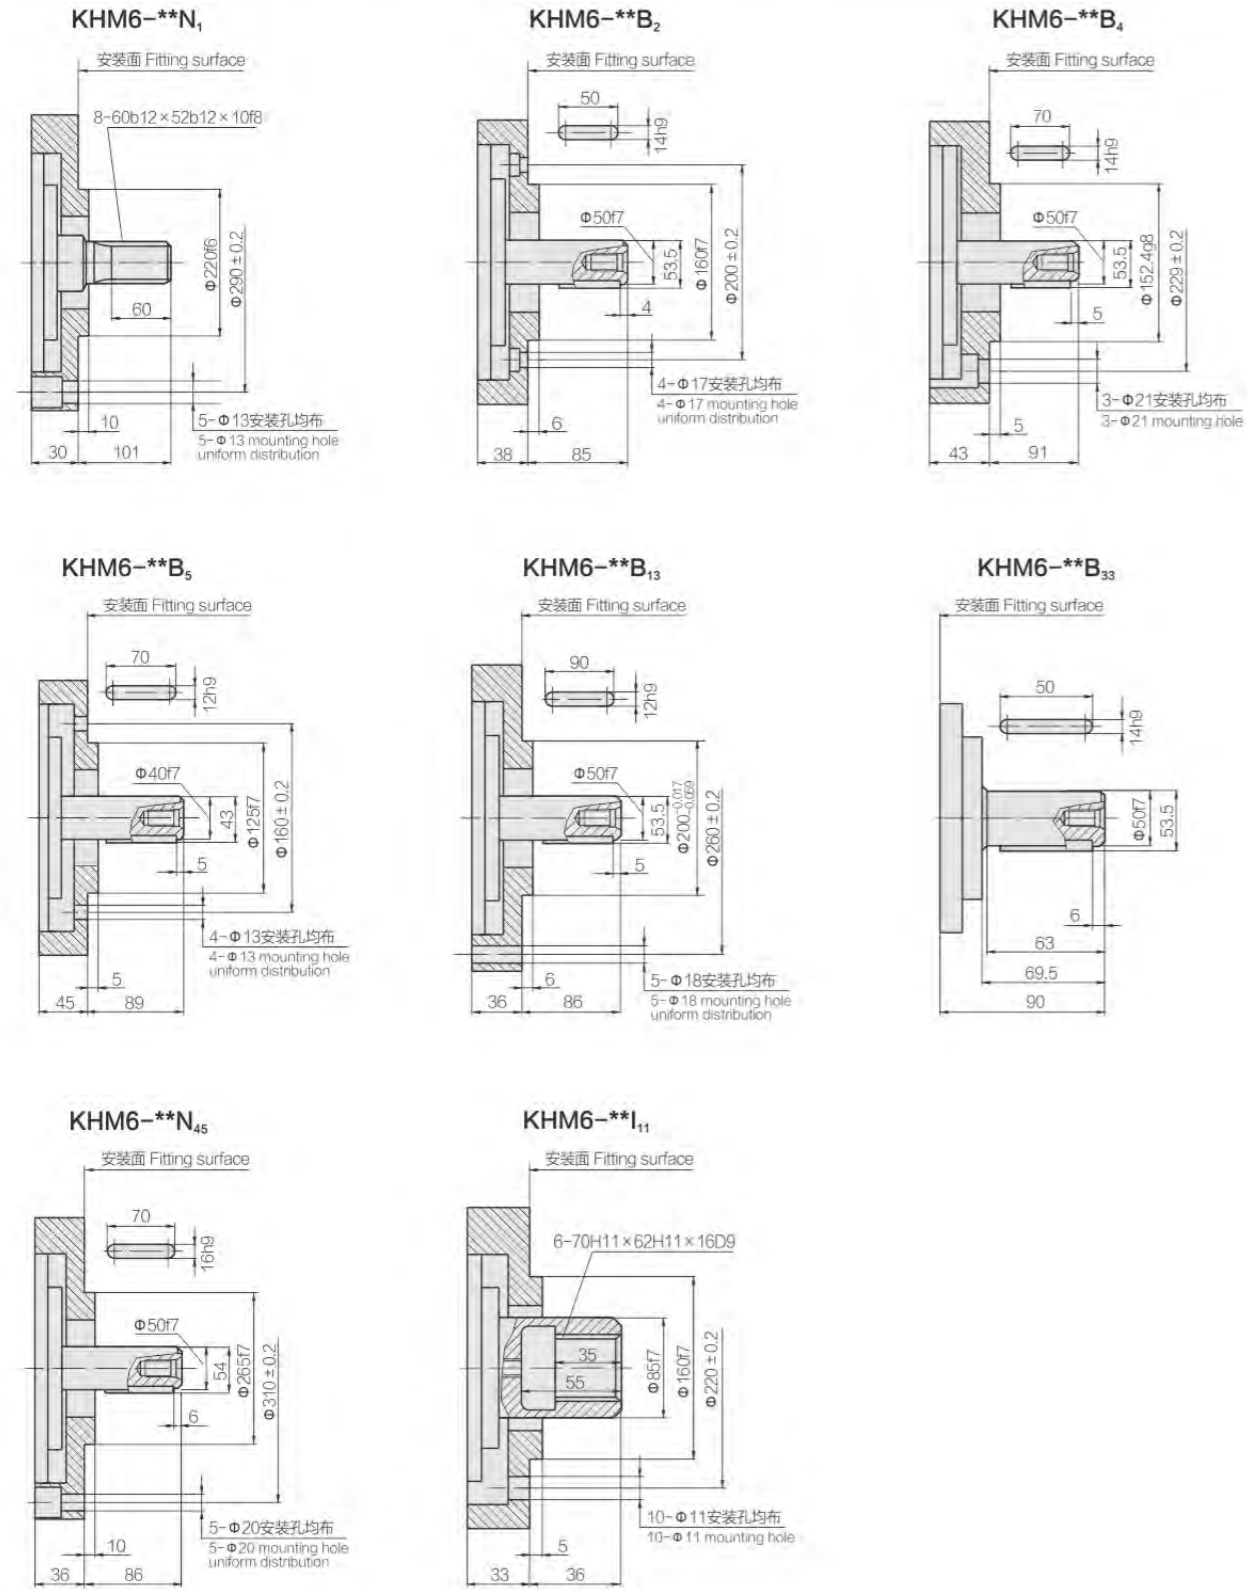 KHM6-**N₁
安装面 Fitting surface
8-60b12×52b12×10f8
60
Φ220f6
Φ290±0.2
10
30
101
5-Φ13安装孔均布
5-Φ13 mounting hole
uniform distribution
KHM6-**B₂
安装面 Fitting surface
50
14h9
Φ50f7
53.5
Φ160f7
Φ200±0.2
4
6
38
85
4-Φ17安装孔均布
4-Φ17 mounting hole
uniform distribution
KHM6-**B₄
安装面 Fitting surface
70
14h9
Φ50f7
53.5
Φ152.4g8
Φ229±0.2
5
5
43
91
3-Φ21安装孔均布
3-Φ21 mounting hole
KHM6-**B₅
安装面 Fitting surface
70
12h9
Φ40f7
43
Φ125f7
Φ160±0.2
5
5
45
89
4-Φ13安装孔均布
4-Φ13 mounting hole
uniform distribution
KHM6-**B₁₃
安装面 Fitting surface
90
12h9
Φ50f7
53.5
Φ200-0.017
-0.059
Φ260±0.2
5
6
36
86
5-Φ18安装孔均布
5-Φ18 mounting hole
uniform distribution
KHM6-**B₃₃
安装面 Fitting surface
50
14h9
Φ50f7
53.5
6
63
69.5
90
KHM6-**N₄₅
安装面 Fitting surface
70
16h9
Φ50f7
54
Φ265f7
Φ310±0.2
6
10
36
86
5-Φ20安装孔均布
5-Φ20 mounting hole
uniform distribution
KHM6-**I₁₁
安装面 Fitting surface
6-70H11×62H11×16D9
35
55
Φ85f7
Φ160f7
Φ220±0.2
5
33
36
10-Φ11安装孔均布
10-Φ11 mounting hole